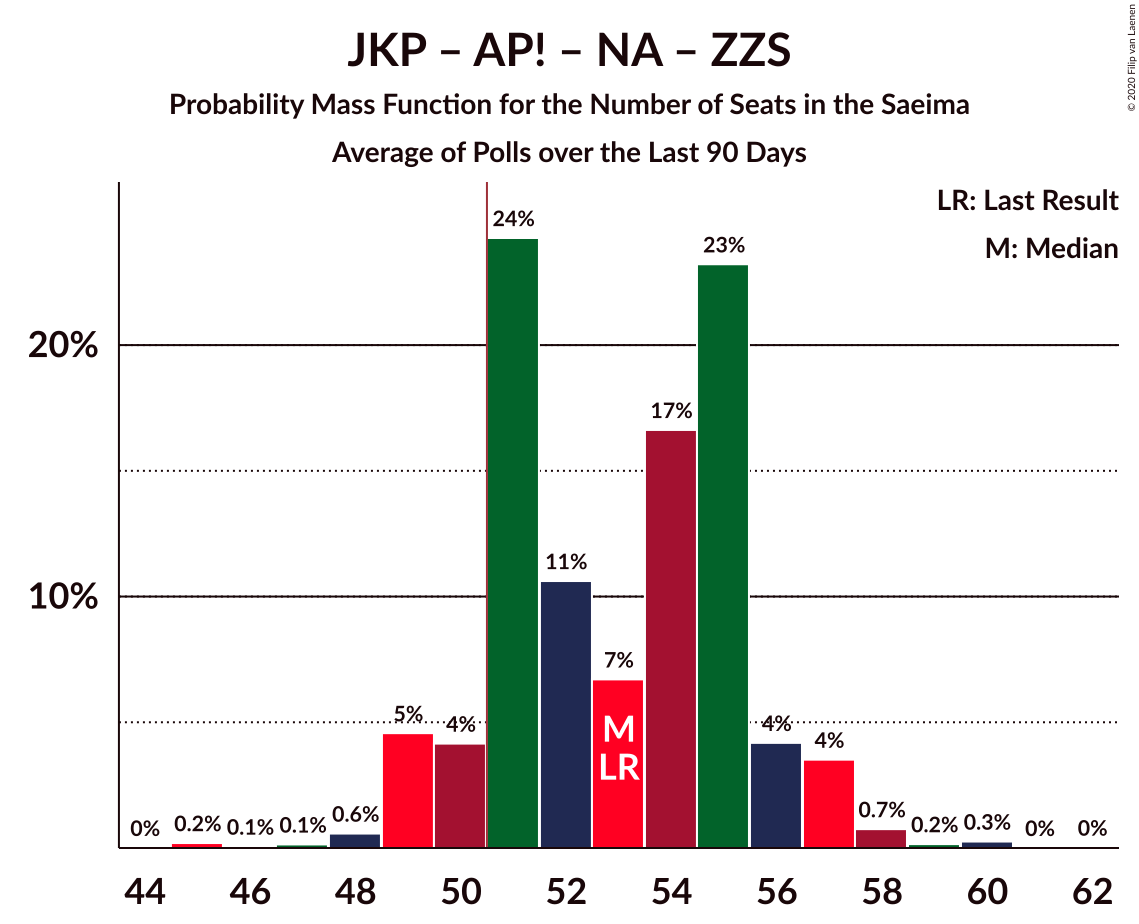 JKP – AP! – NA – ZZS
Probability Mass Function for the Number of Seats in the Saeima
Average of Polls over the Last 90 Days
© 2020 Filip van Laenen
LR: Last Result
M: Median
20%
10%
0%
0.2%
0.1%
0.1%
0.6%
5%
4%
24%
11%
7%
17%
23%
4%
4%
0.7%
0.2%
0.3%
0%
0%
M
LR
44 46 48 50 52 54 56 58 60 62